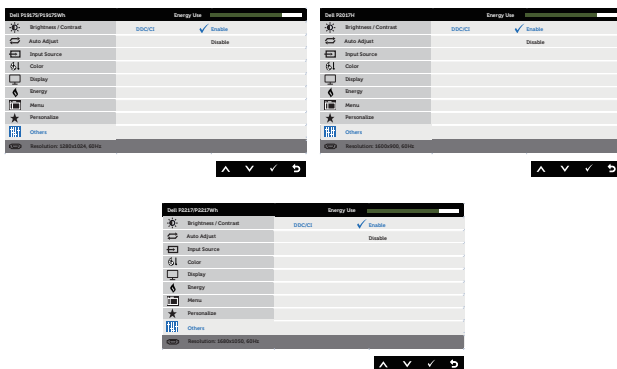 Dell P1917S/P1917SWh Energy Use
Brightness / Contrast DDC/CI Enable
Auto Adjust Disable
Input Source
Color
Display
Energy
Menu
Personalize
Others
Resolution: 1280x1024, 60Hz
Dell P2017H Energy Use
Brightness / Contrast DDC/CI Enable
Auto Adjust Disable
Input Source
Color
Display
Energy
Menu
Personalize
Others
Resolution: 1600x900, 60Hz
Dell P2217/P2217Wh Energy Use
Brightness / Contrast DDC/CI Enable
Auto Adjust Disable
Input Source
Color
Display
Energy
Menu
Personalize
Others
Resolution: 1680x1050, 60Hz